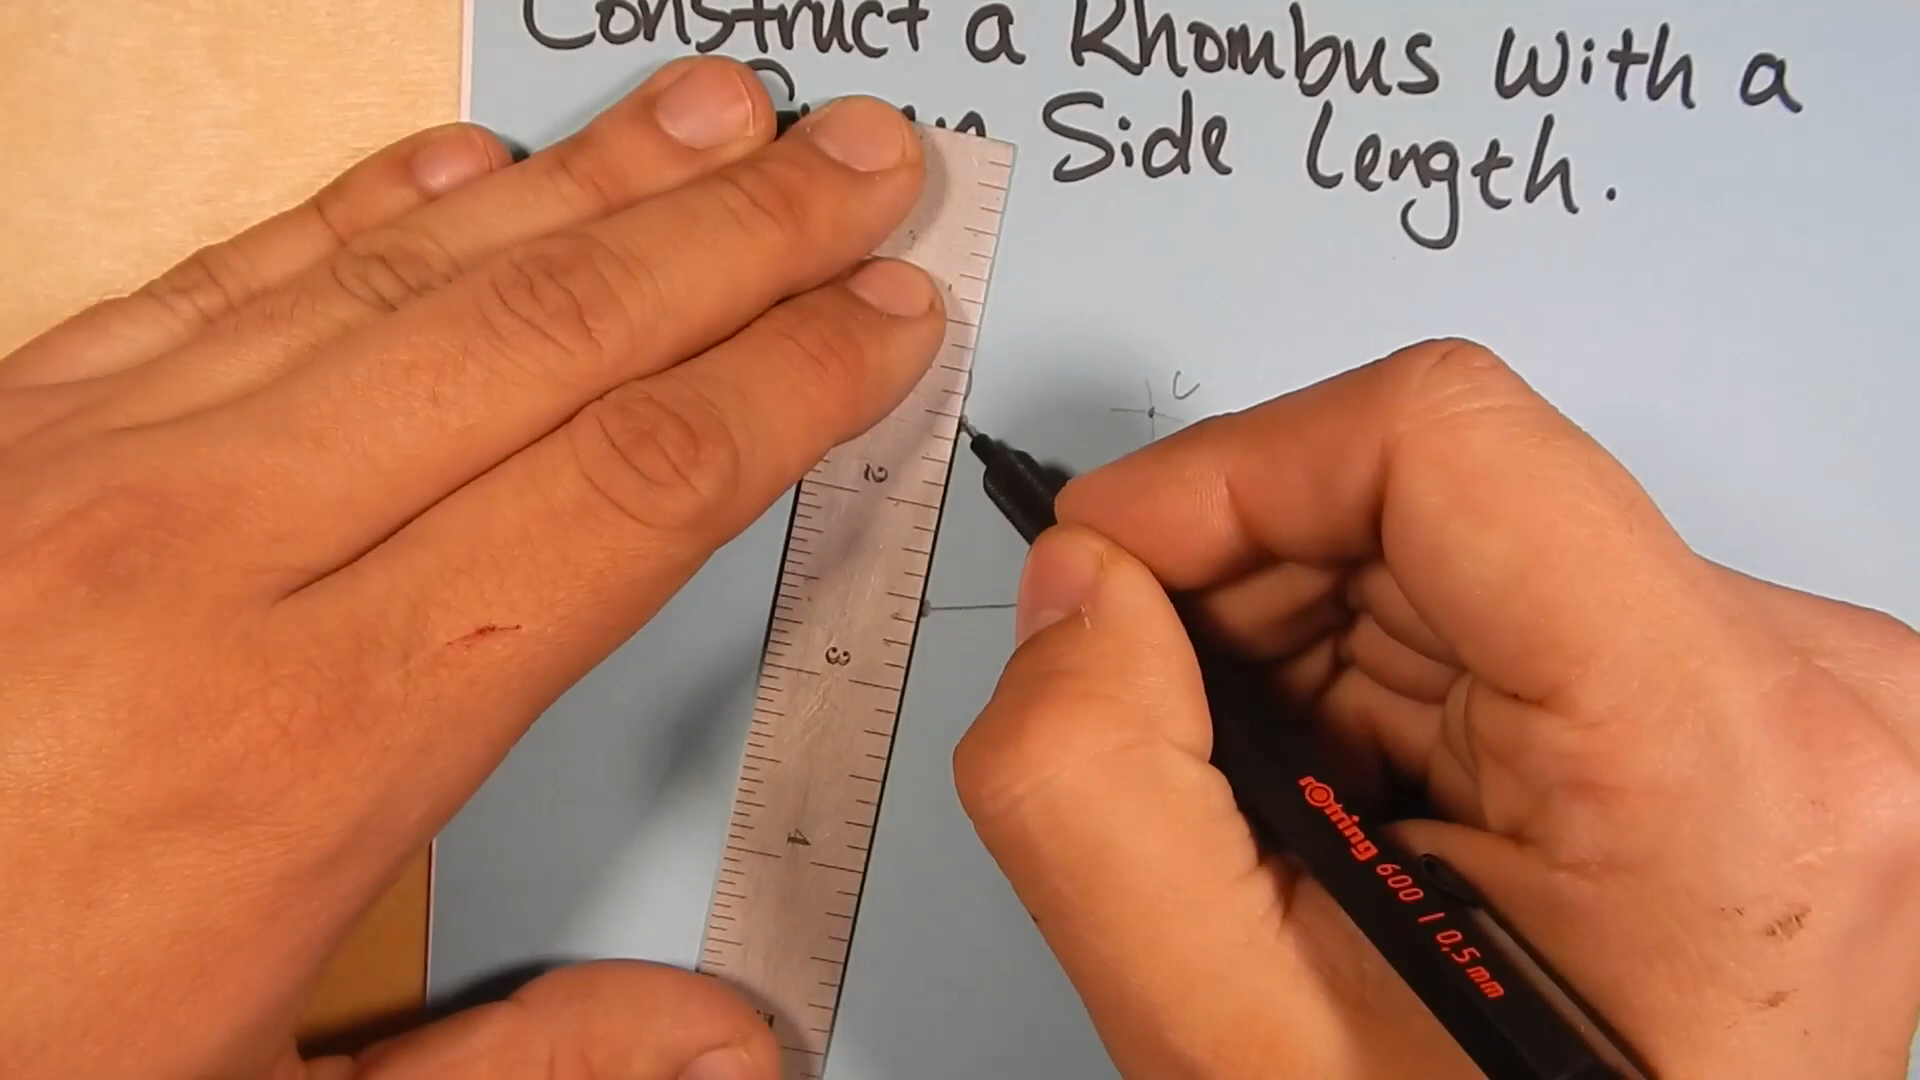 Construct a Rhombus with a
Side length.
C
2
3
4
rotring 600 | 0,5 mm